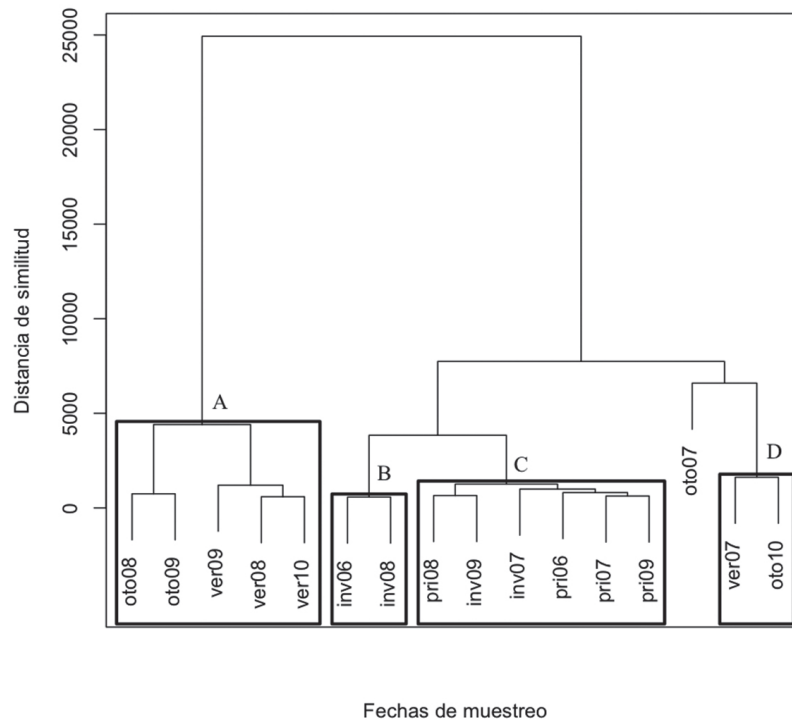 Distancia de similitud
25000
20000
15000
10000
5000
0
A
B
C
D
oto08
oto09
ver09
ver08
ver10
inv06
inv08
pri08
inv09
inv07
pri06
pri07
pri09
oto07
ver07
oto10
Fechas de muestreo